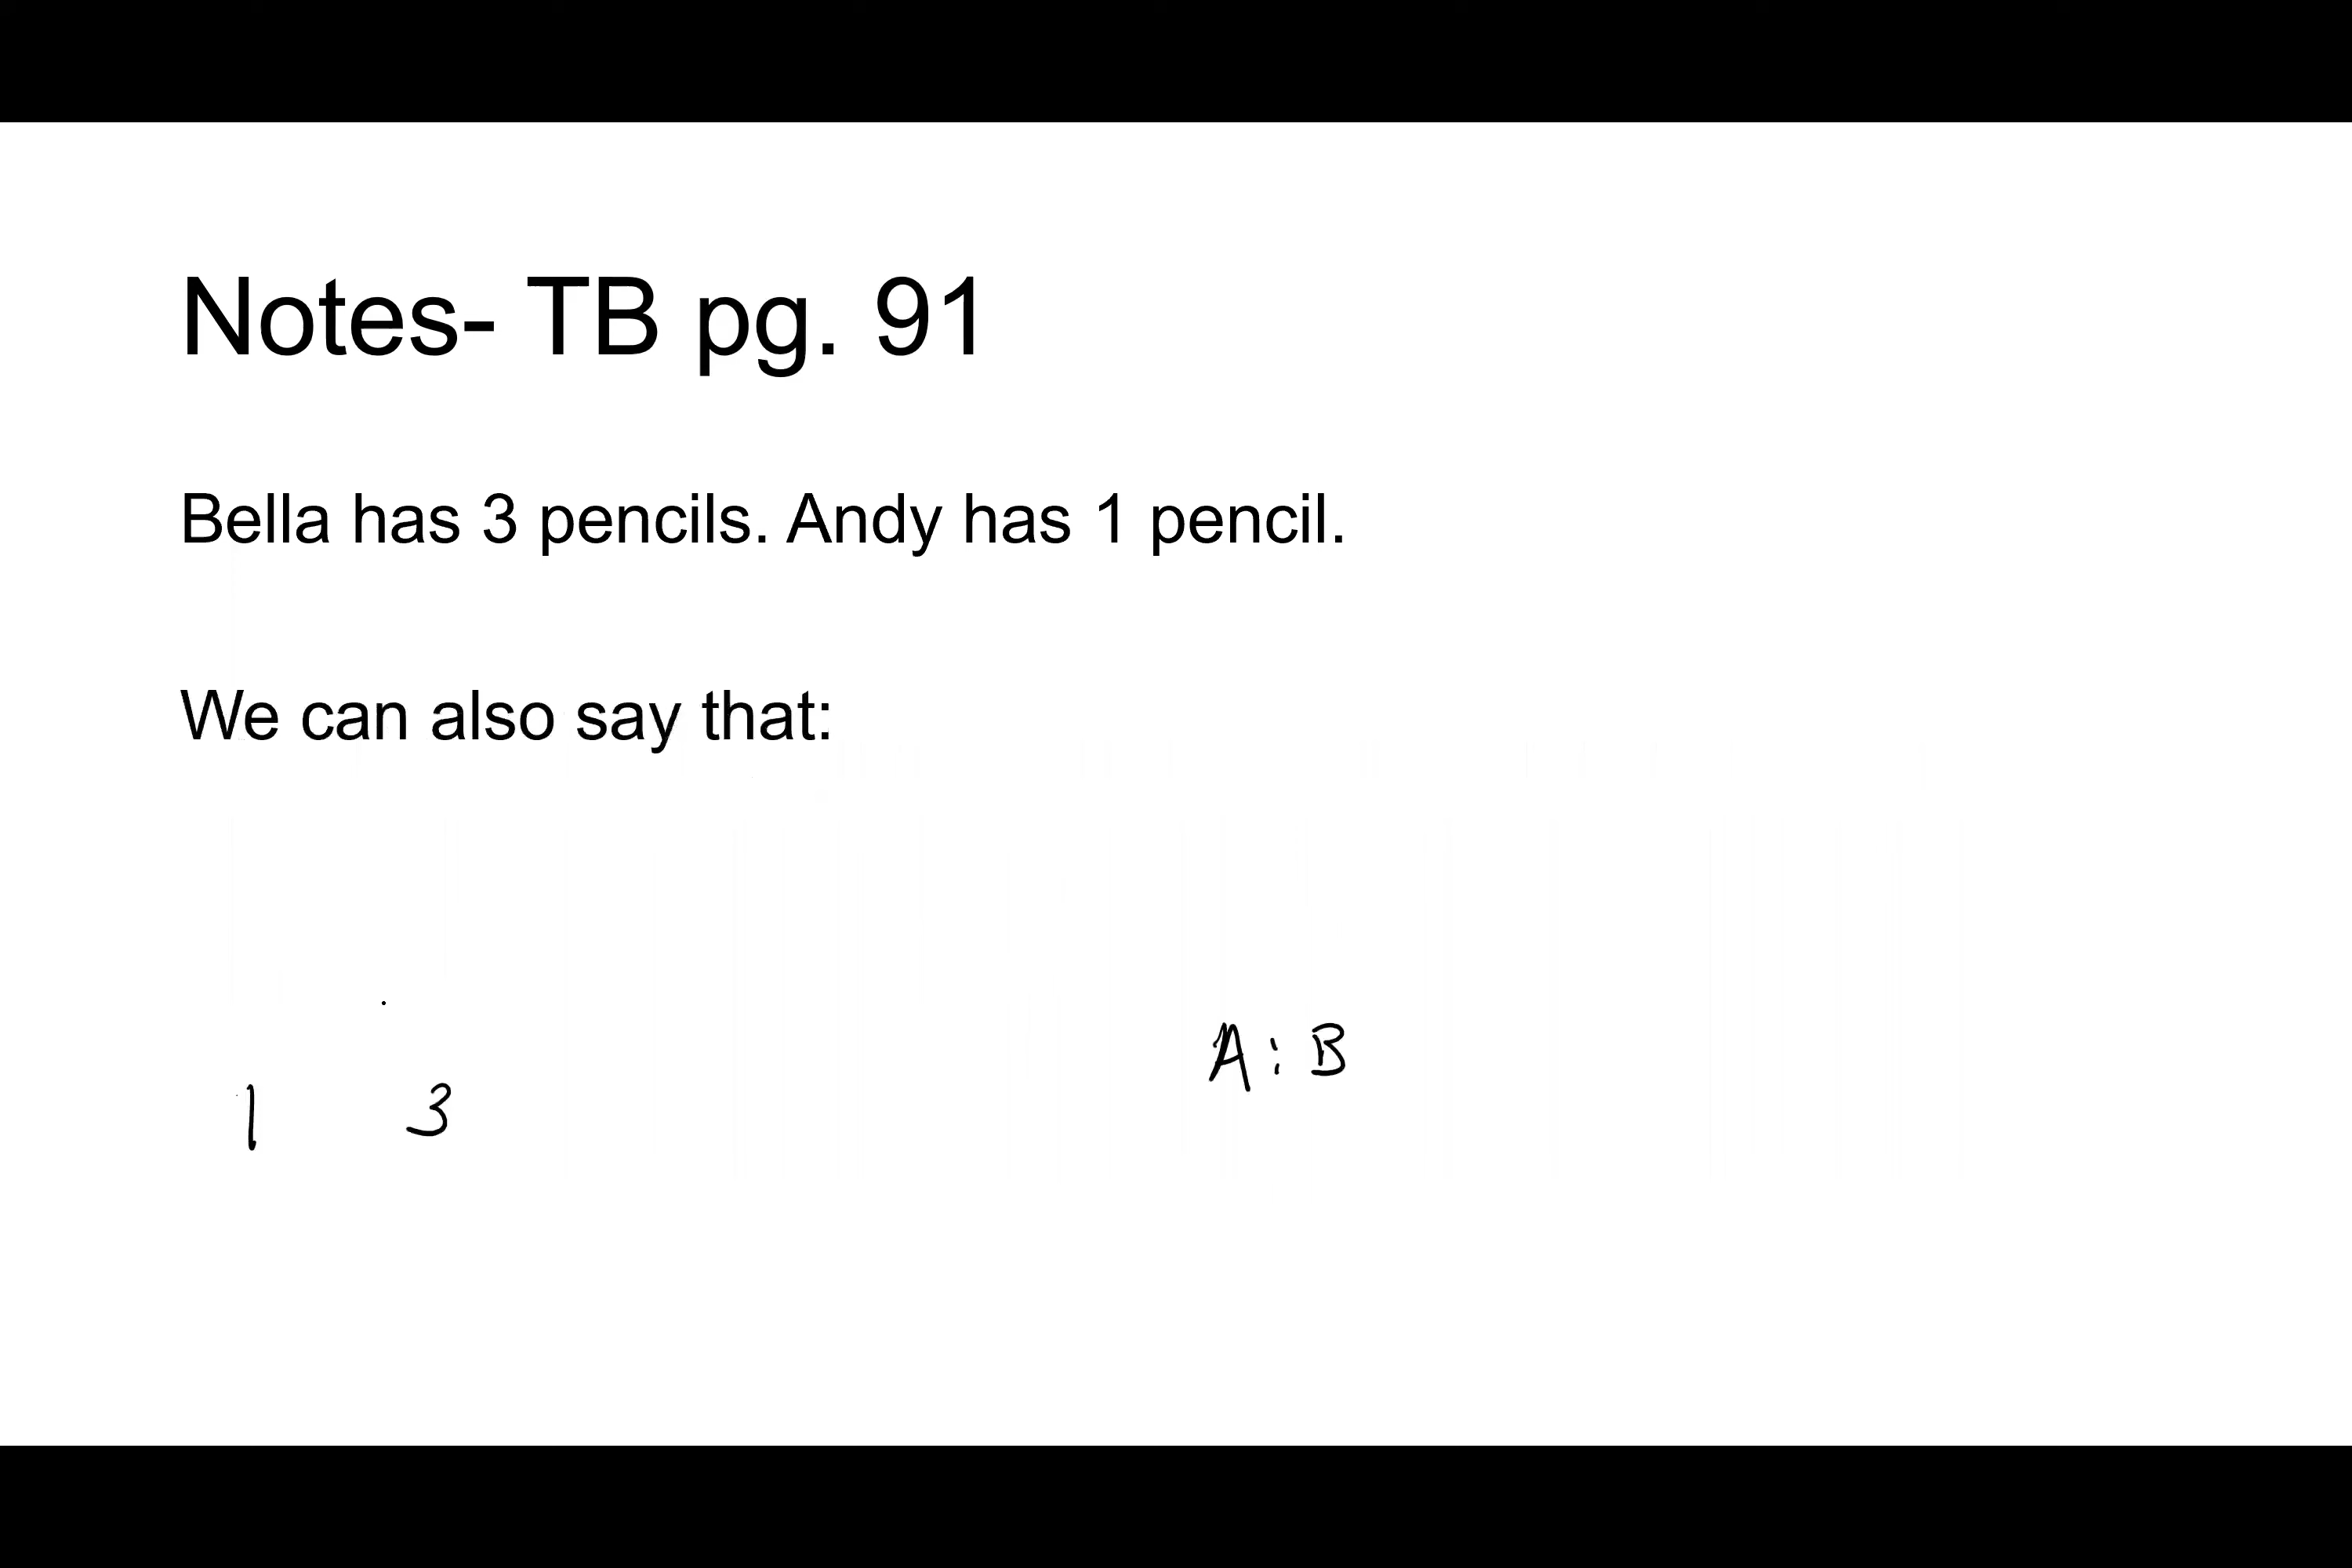 Notes- TB pg. 91
Bella has 3 pencils. Andy has 1 pencil.
We can also say that:
A : B
1 3